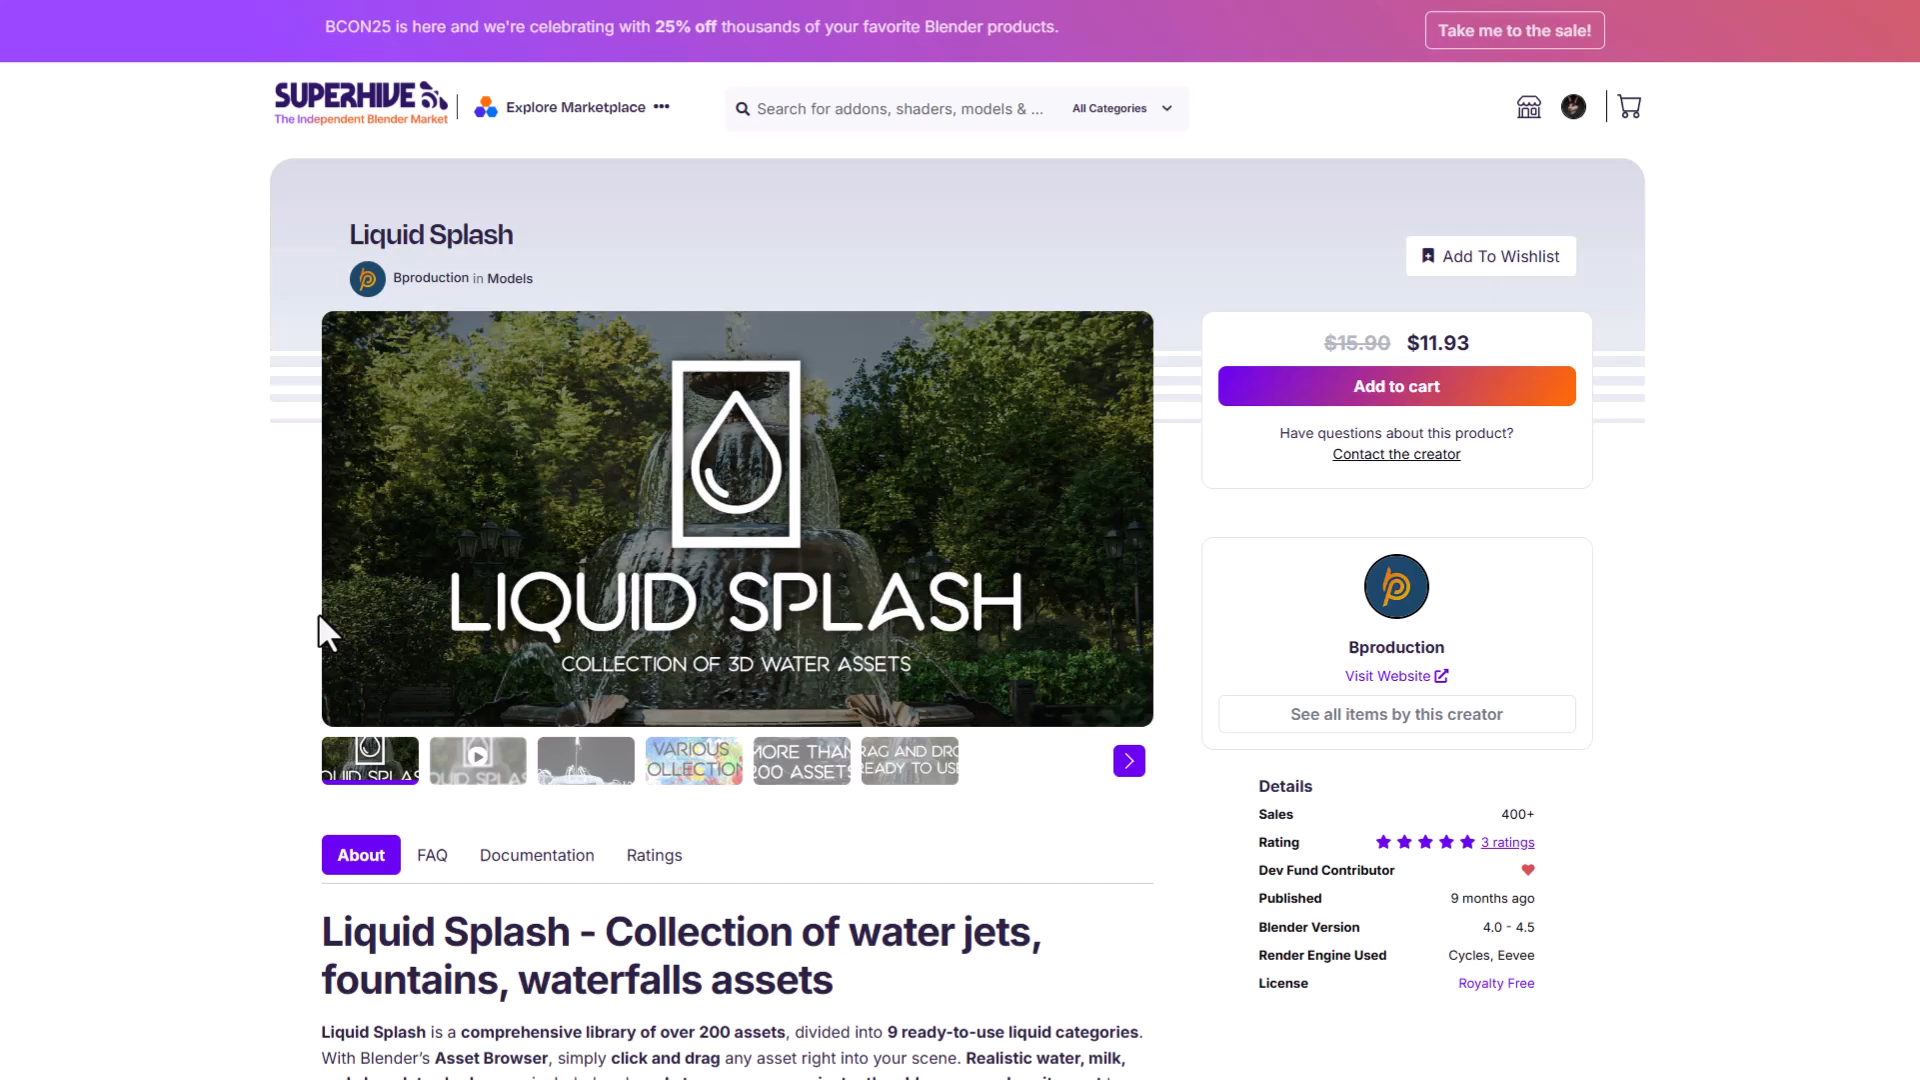 BCON25 is here and we're celebrating with 25% off thousands of your favorite Blender products.
Take me to the sale!
SUPERHIVE
The Independent Blender Market
Explore Marketplace •••
Search for addons, shaders, models & ...
All Categories
Liquid Splash
Bproduction in Models
Add To Wishlist
LIQUID SPLASH
COLLECTION OF 3D WATER ASSETS
$15.90 $11.93
Add to cart
Have questions about this product?
Contact the creator
Bproduction
Visit Website
See all items by this creator
VARIOUS
MORE THAN
200 ASSETS
About
FAQ
Documentation
Ratings
Details
Sales 400+
Rating 3 ratings
Dev Fund Contributor
Published 9 months ago
Blender Version 4.0 - 4.5
Render Engine Used Cycles, Eevee
License Royalty Free
Liquid Splash - Collection of water jets,
fountains, waterfalls assets
Liquid Splash is a comprehensive library of over 200 assets, divided into 9 ready-to-use liquid categories.
With Blender's Asset Browser, simply click and drag any asset right into your scene. Realistic water, milk,